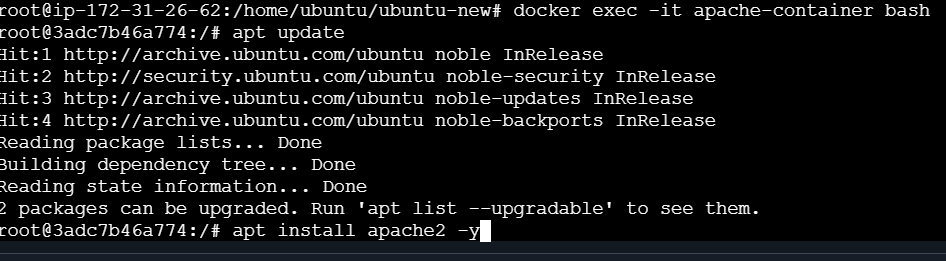 root@ip-172-31-26-62:/home/ubuntu/ubuntu-new# docker exec -it apache-container bash
root@3adc7b46a774:/# apt update
Hit:1 http://archive.ubuntu.com/ubuntu noble InRelease
Hit:2 http://security.ubuntu.com/ubuntu noble-security InRelease
Hit:3 http://archive.ubuntu.com/ubuntu noble-updates InRelease
Hit:4 http://archive.ubuntu.com/ubuntu noble-backports InRelease
Reading package lists... Done
Building dependency tree... Done
Reading state information... Done
2 packages can be upgraded. Run 'apt list --upgradable' to see them.
root@3adc7b46a774:/# apt install apache2 -y